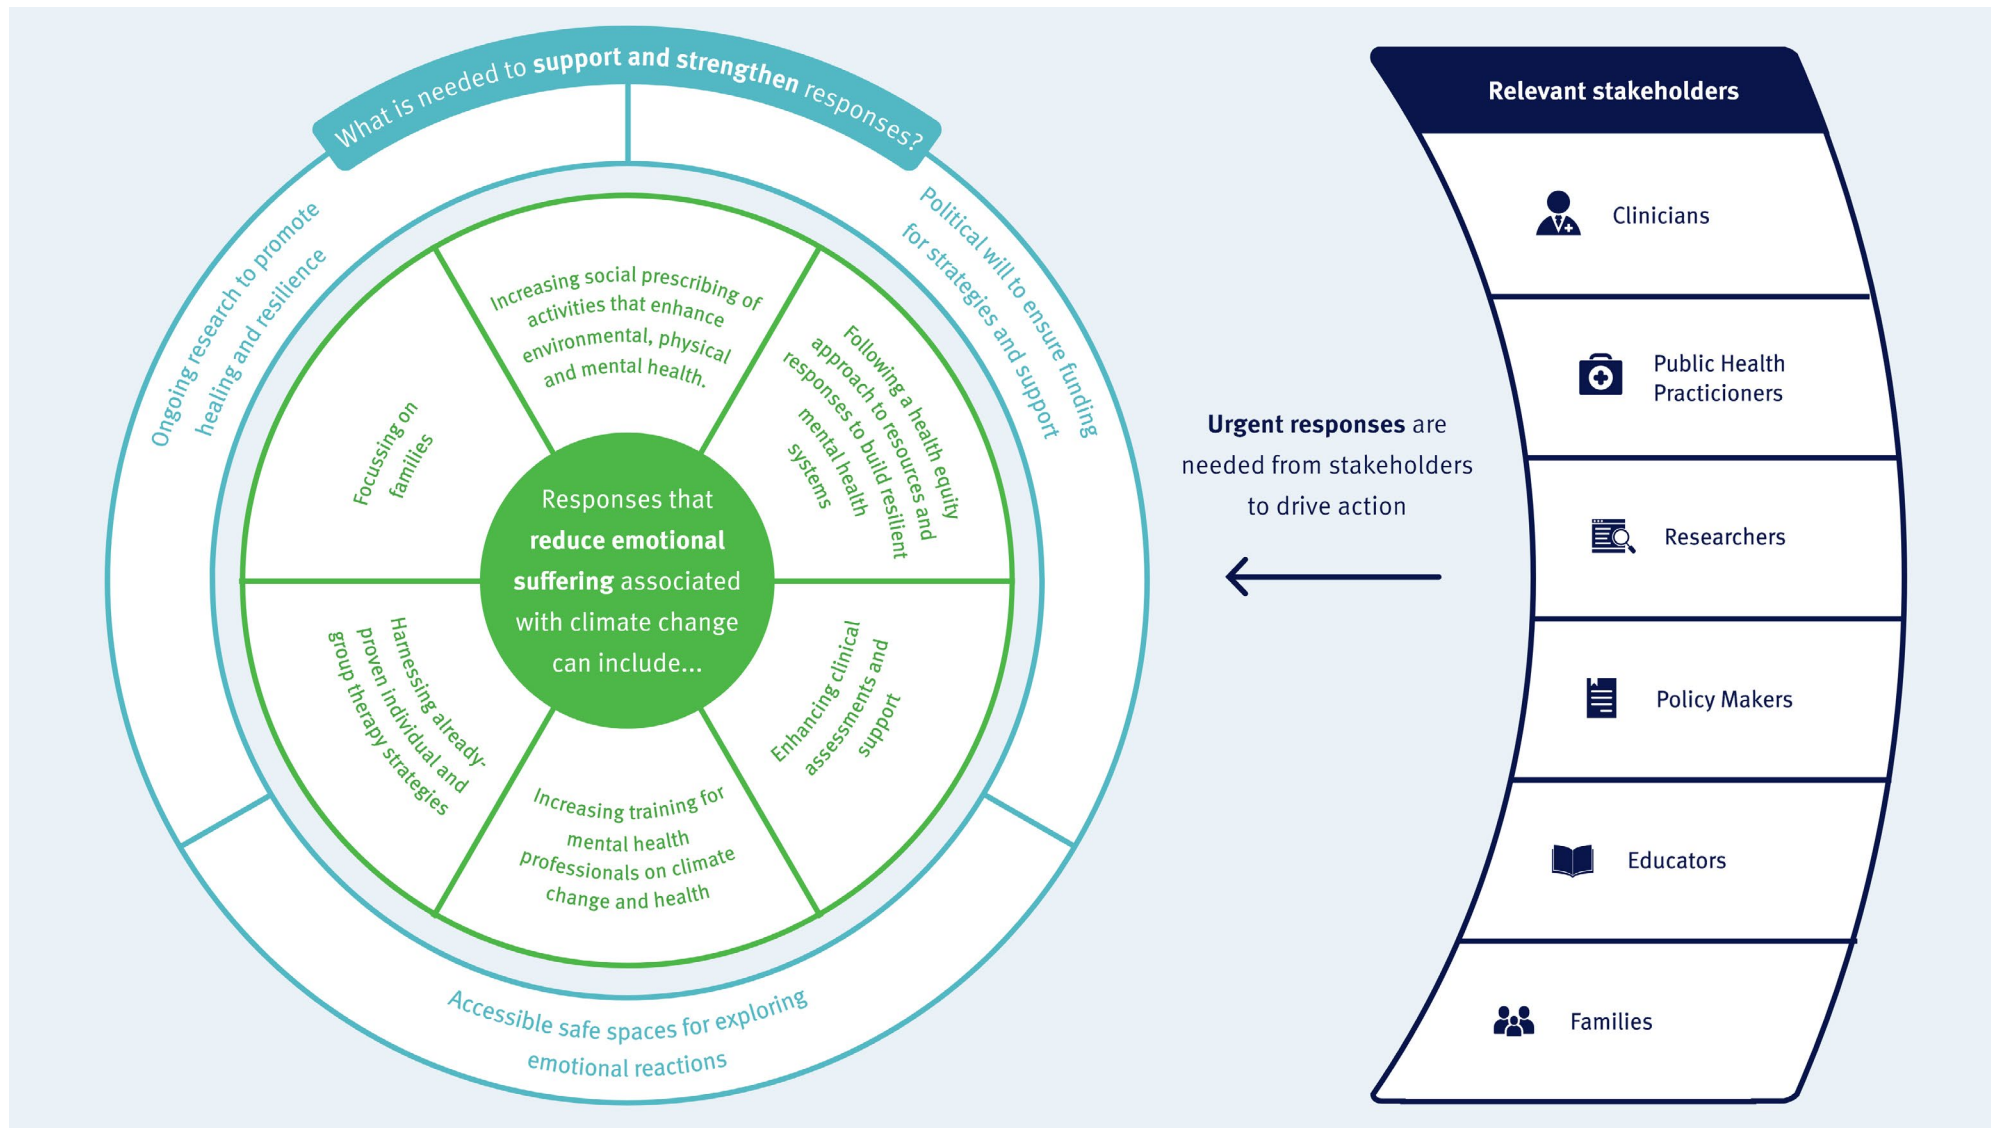 What is needed to support and strengthen responses?
Ongoing research to promote
healing and resilience
Political will to ensure funding
for strategies and support
Accessible safe spaces for exploring
emotional reactions
Responses that
reduce emotional
suffering associated
with climate change
can include...
Increasing social prescribing of
activities that enhance
environmental, physical
and mental health.
Following a health equity
approach to resources and
responses to build resilient
mental health
systems
Enhancing clinical
assessments and
support
Increasing training for
mental health
professionals on climate
change and health
Harnessing already-
proven individual and
group therapy strategies
Focussing on
families
Urgent responses are
needed from stakeholders
to drive action
Relevant stakeholders
Clinicians
Public Health
Practicioners
Researchers
Policy Makers
Educators
Families